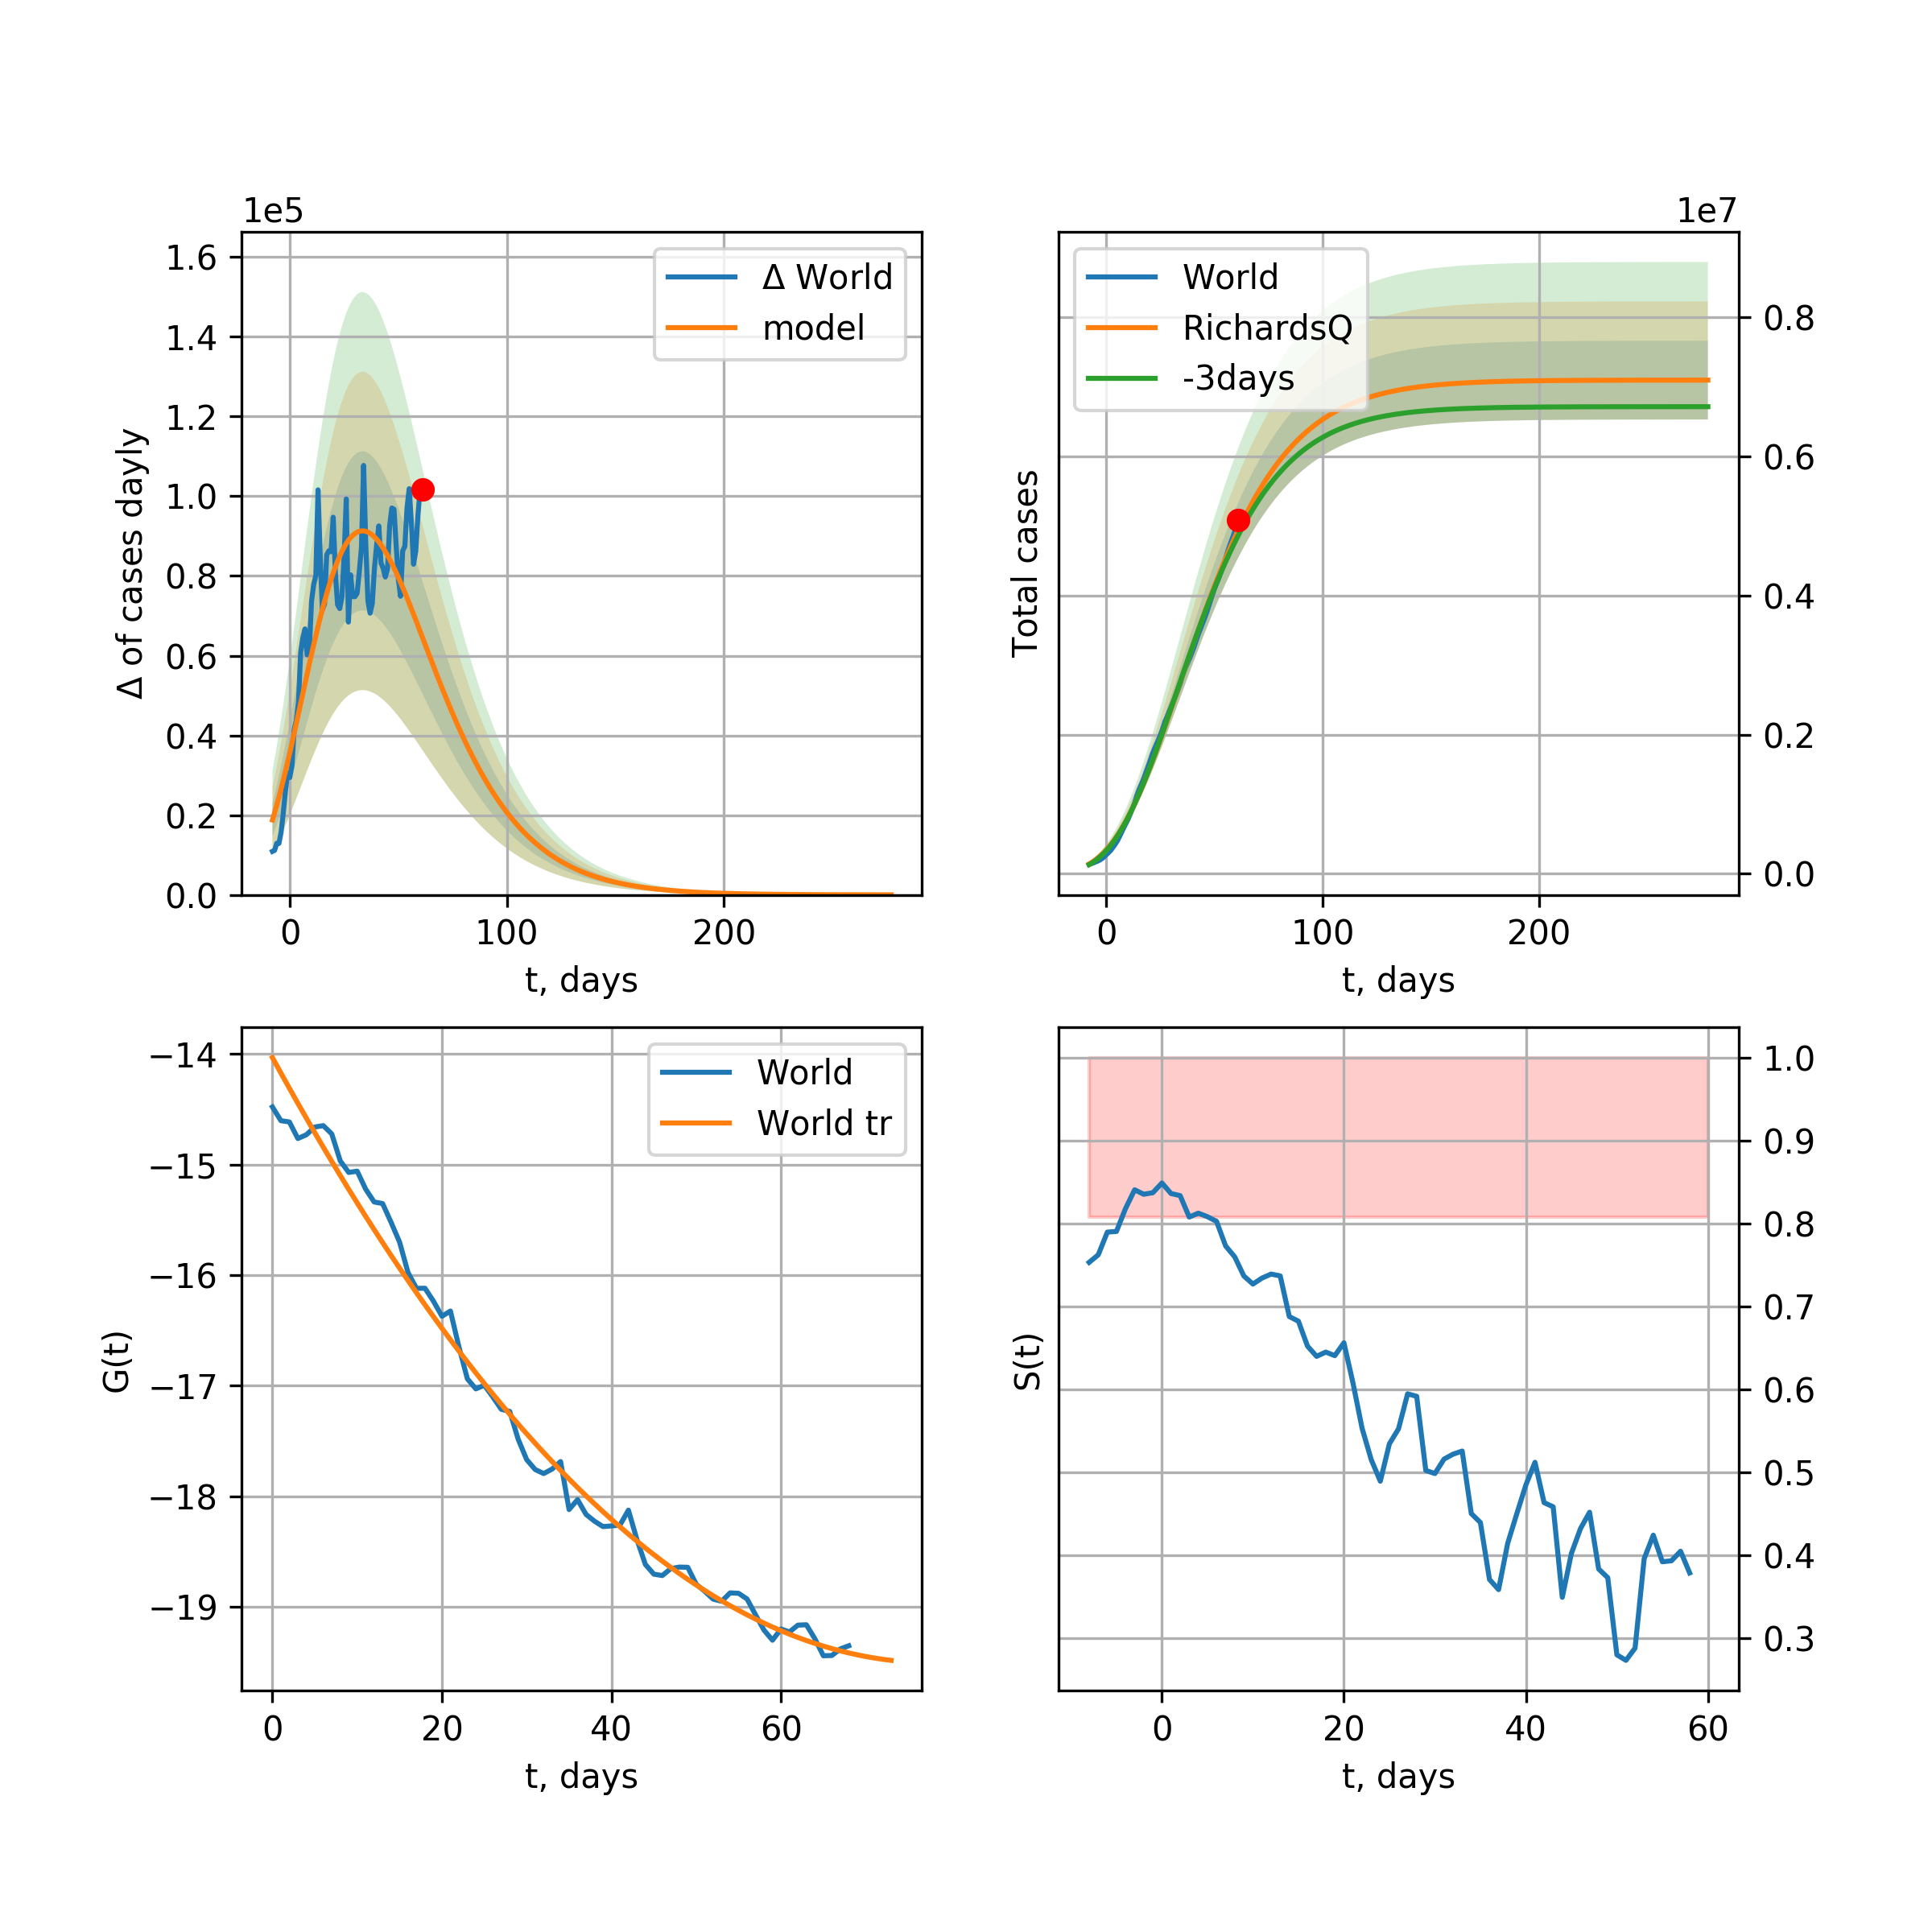 1e5
1.6
1.4
1.2
1.0
0.8
0.6
0.4
0.2
0.0
Δ of cases dayly
Δ World
model
0 100 200
t, days
1e7
World
RichardsQ
-3days
Total cases
0.8
0.6
0.4
0.2
0.0
0 100 200
t, days
−14
−15
−16
−17
−18
−19
G(t)
World
World tr
0 20 40 60
t, days
S(t)
1.0
0.9
0.8
0.7
0.6
0.5
0.4
0.3
0 20 40 60
t, days